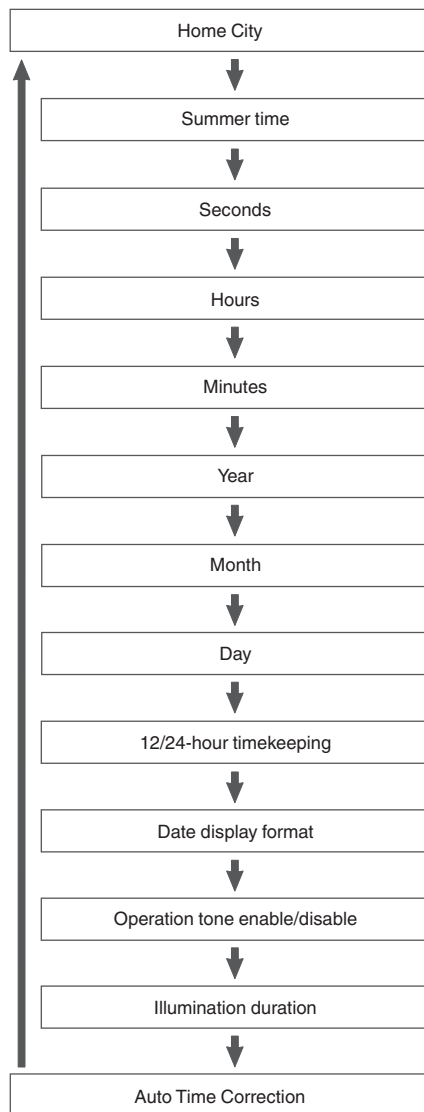 Home City
Summer time
Seconds
Hours
Minutes
Year
Month
Day
12/24-hour timekeeping
Date display format
Operation tone enable/disable
Illumination duration
Auto Time Correction